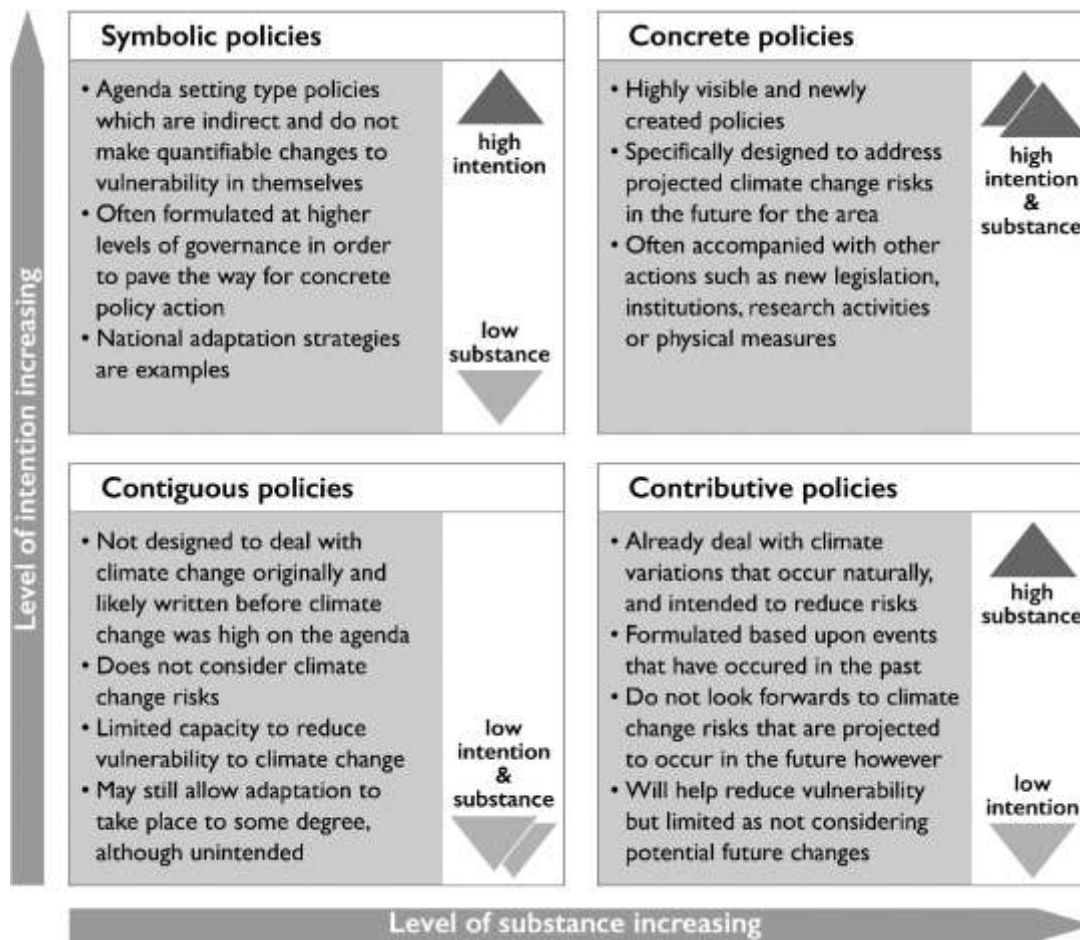 Level of intention increasing
Symbolic policies
• Agenda setting type policies
which are indirect and do not
make quantifiable changes to
vulnerability in themselves
• Often formulated at higher
levels of governance in order
to pave the way for concrete
policy action
• National adaptation strategies
are examples
high
intention
low
substance
Concrete policies
• Highly visible and newly
created policies
• Specifically designed to address
projected climate change risks
in the future for the area
• Often accompanied with other
actions such as new legislation,
institutions, research activities
or physical measures
high
intention
&
substance
Contiguous policies
• Not designed to deal with
climate change originally and
likely written before climate
change was high on the agenda
• Does not consider climate
change risks
• Limited capacity to reduce
vulnerability to climate change
• May still allow adaptation to
take place to some degree,
although unintended
low
intention
&
substance
Contributive policies
• Already deal with climate
variations that occur naturally,
and intended to reduce risks
• Formulated based upon events
that have occured in the past
• Do not look forwards to climate
change risks that are projected
to occur in the future however
• Will help reduce vulnerability
but limited as not considering
potential future changes
high
substance
low
intention
Level of substance increasing